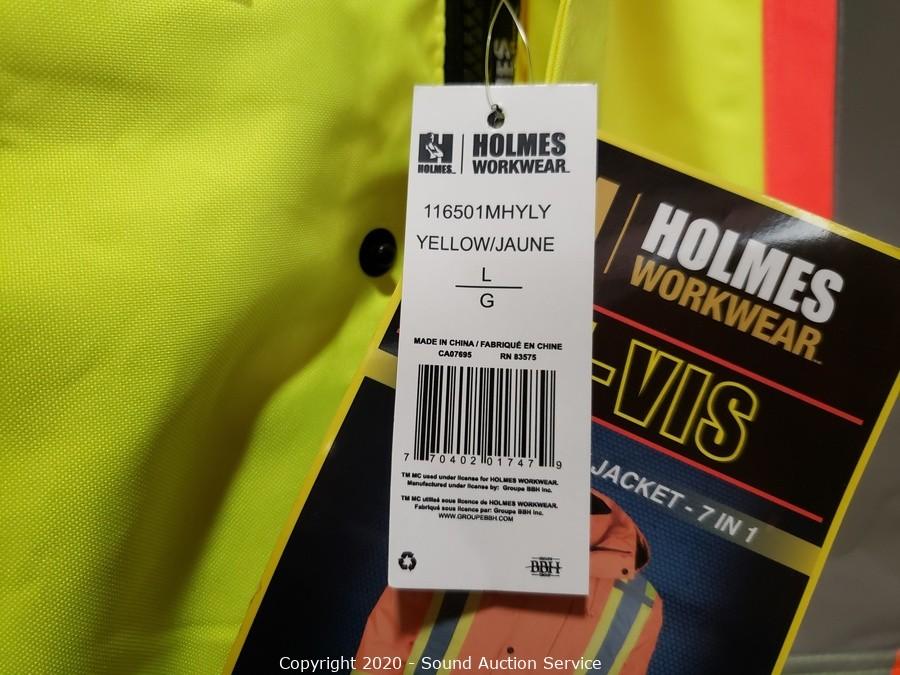 HOLMES
HOLMES
WORKWEAR
116501MHYLY
YELLOW/JAUNE
L
G
MADE IN CHINA / FABRIQUÉ EN CHINE
CA07695 RN 83575
7 70402 01747 9
TM MC used under license for HOLMES WORKWEAR.
Manufactured under license by: Groupe BBH Inc.
TM MC utilisé sous licence de HOLMES WORKWEAR.
Fabriqué sous licence par: Groupe BBH Inc.
WWW.GROUPEBBH.COM
BBH
HOLMES
WORKWEAR
-VIS
JACKET - 7 IN 1
Copyright 2020 - Sound Auction Service